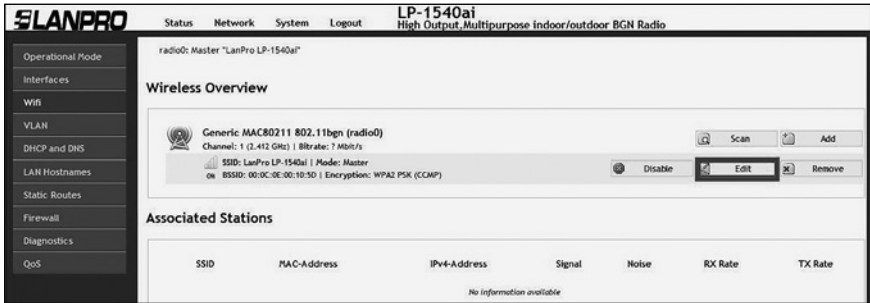 LANPRO
Status Network System Logout
LP-1540ai
High Output,Multipurpose indoor/outdoor BGN Radio
Operational Mode
Interfaces
Wifi
VLAN
DHCP and DNS
LAN Hostnames
Static Routes
Firewall
Diagnostics
QoS
radio0: Master "LanPro LP-1540ai"
Wireless Overview
Generic MAC80211 802.11bgn (radio0)
Channel: 1 (2.412 GHz) | Bitrate: ? Mbit/s
Scan Add
SSID: LanPro LP-1540ai | Mode: Master
0% BSSID: 00:0C:0E:00:10:5D | Encryption: WPA2 PSK (CCMP)
Disable Edit Remove
Associated Stations
SSID MAC-Address IPv4-Address Signal Noise RX Rate TX Rate
No information available